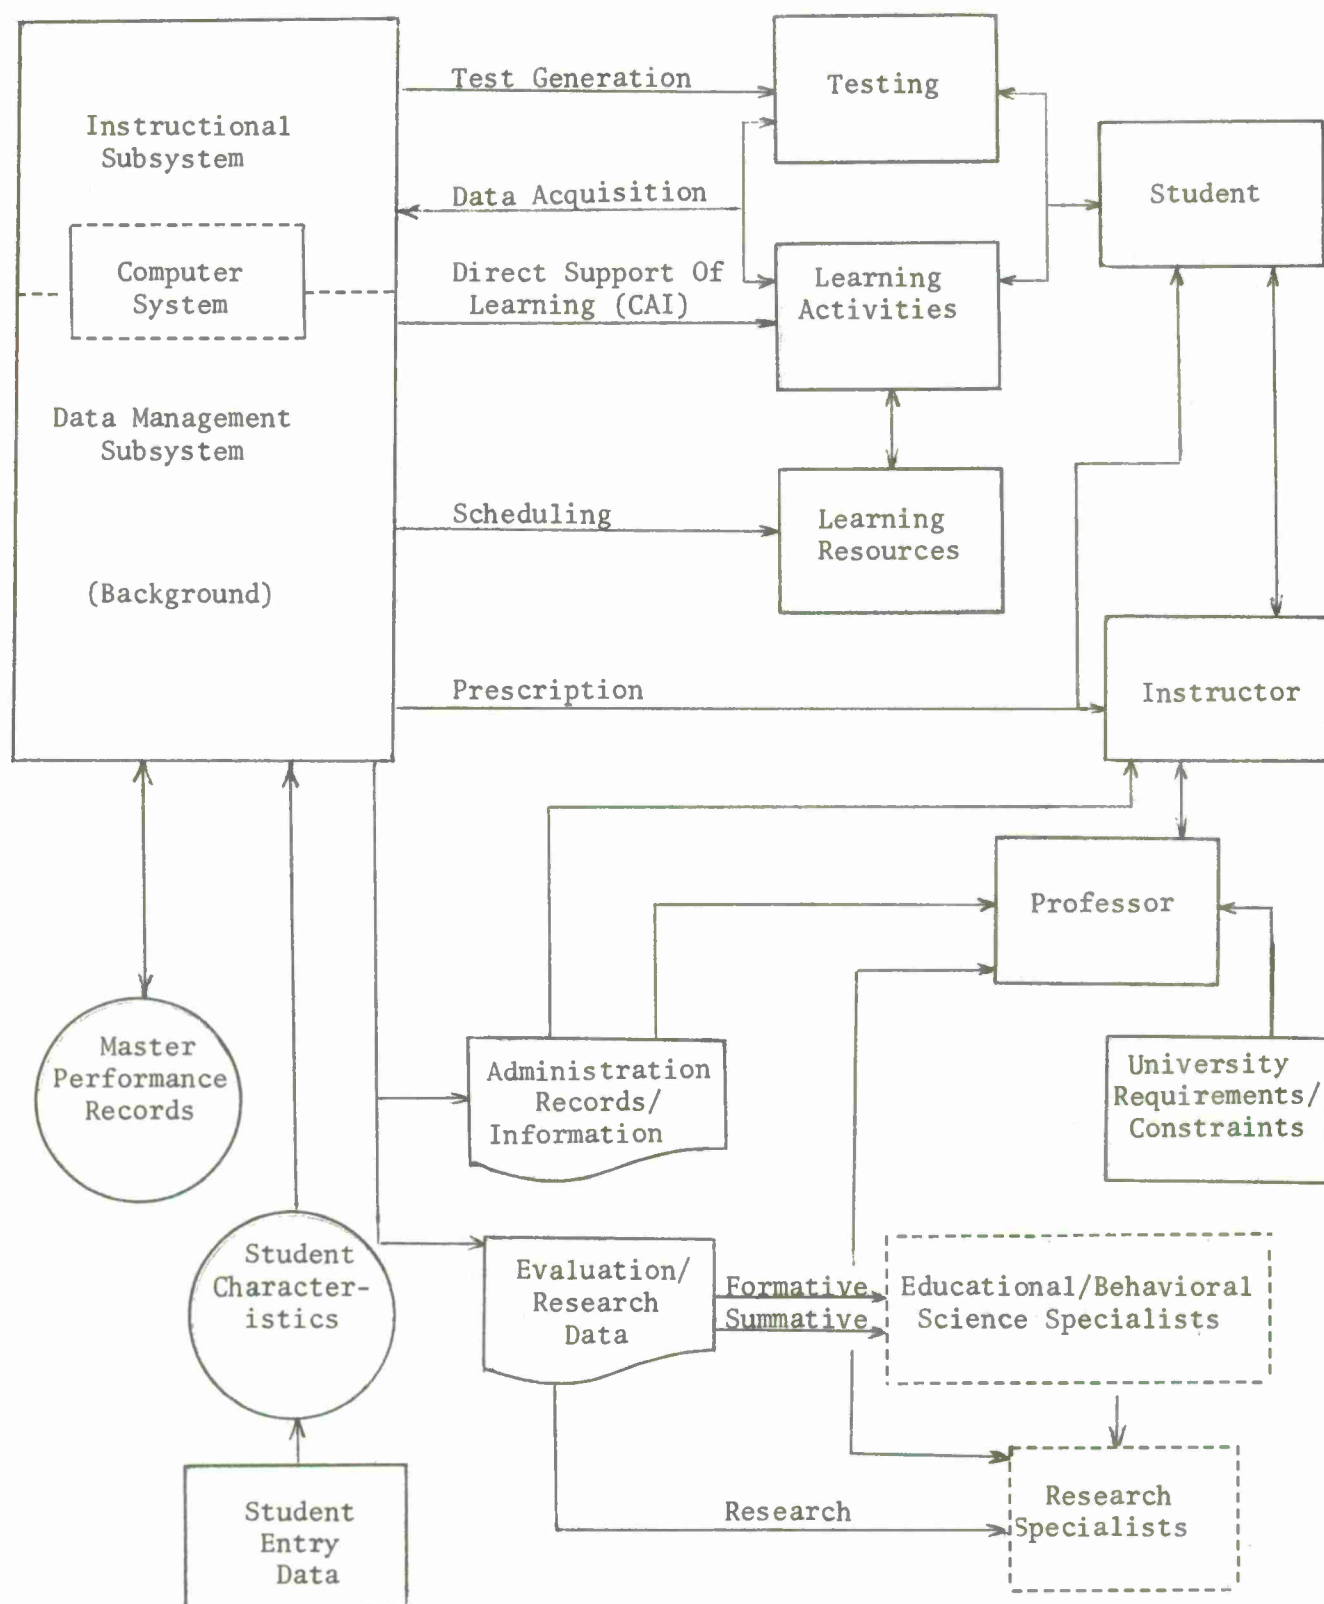 Instructional
Subsystem
Computer
System
Data Management
Subsystem
(Background)
Test Generation
Data Acquisition
Direct Support Of
Learning (CAI)
Scheduling
Prescription
Testing
Learning
Activities
Learning
Resources
Student
Instructor
Professor
University
Requirements/
Constraints
Master
Performance
Records
Administration
Records/
Information
Student
Character-
istics
Evaluation/
Research
Data
Formative
Summative
Educational/Behavioral
Science Specialists
Research
Research
Specialists
Student
Entry
Data